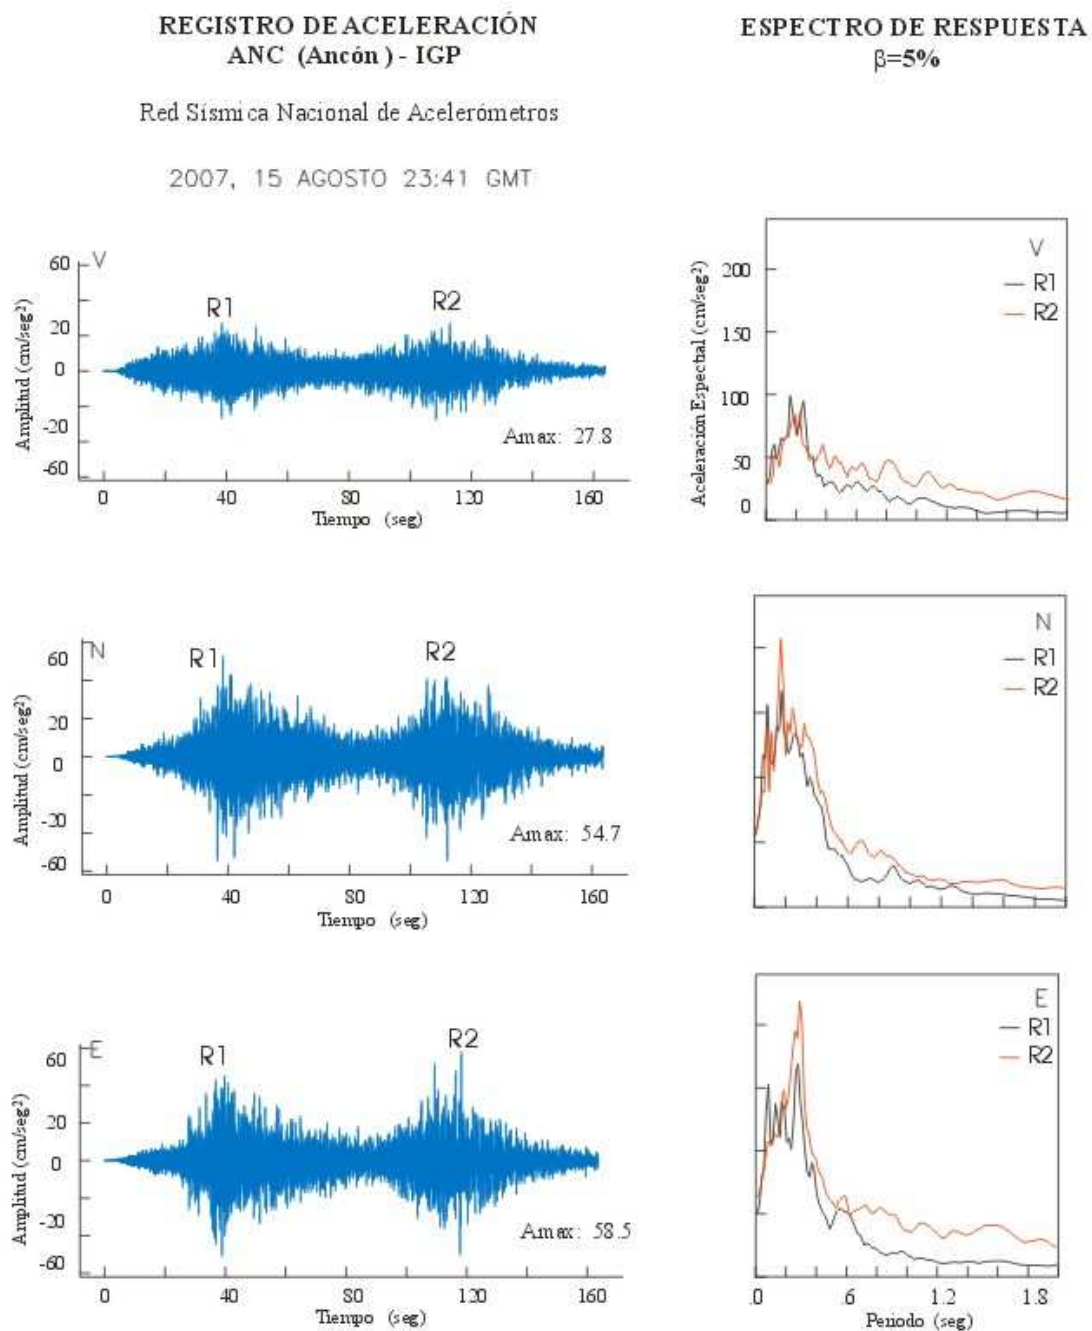 REGISTRO DE ACELERACIÓN
ANC (Ancón) - IGP
Red Sísmica Nacional de Acelerómetros
2007, 15 AGOSTO 23:41 GMT
ESPECTRO DE RESPUESTA
β=5%
V
R1
R2
60
20
0
-20
-60
Amplitud (cm/seg²)
Amax: 27.8
0 40 80 120 160
Tiempo (seg)
V
R1
R2
200
150
100
50
0
Aceleración Espectial (cm/seg²)
N
R1
R2
60
20
0
-20
-60
Amplitud (cm/seg²)
Amax: 54.7
0 40 80 120 160
Tiempo (seg)
N
R1
R2
E
R1
R2
60
20
0
-20
-60
Amplitud (cm/seg²)
Amax: 58.5
0 40 80 120 160
Tiempo (seg)
E
R1
R2
.0 .6 1.2 1.8
Periodo (seg)